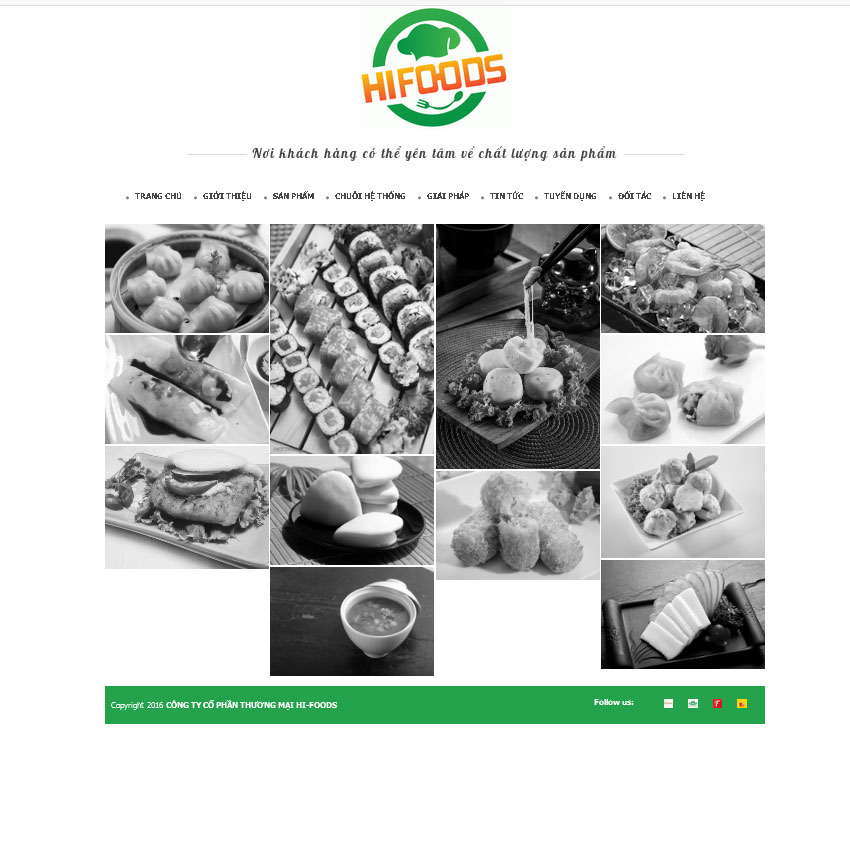 HIFOODS
Nơi khách hàng có thể yên tâm về chất lượng sản phẩm
TRANG CHỦ GIỚI THIỆU SẢN PHẨM CHUỖI HỆ THỐNG GIẢI PHÁP TIN TỨC TUYỂN DỤNG ĐỐI TÁC LIÊN HỆ
Copyright 2016 CÔNG TY CỔ PHẦN THƯƠNG MẠI HI-FOODS Follow us: